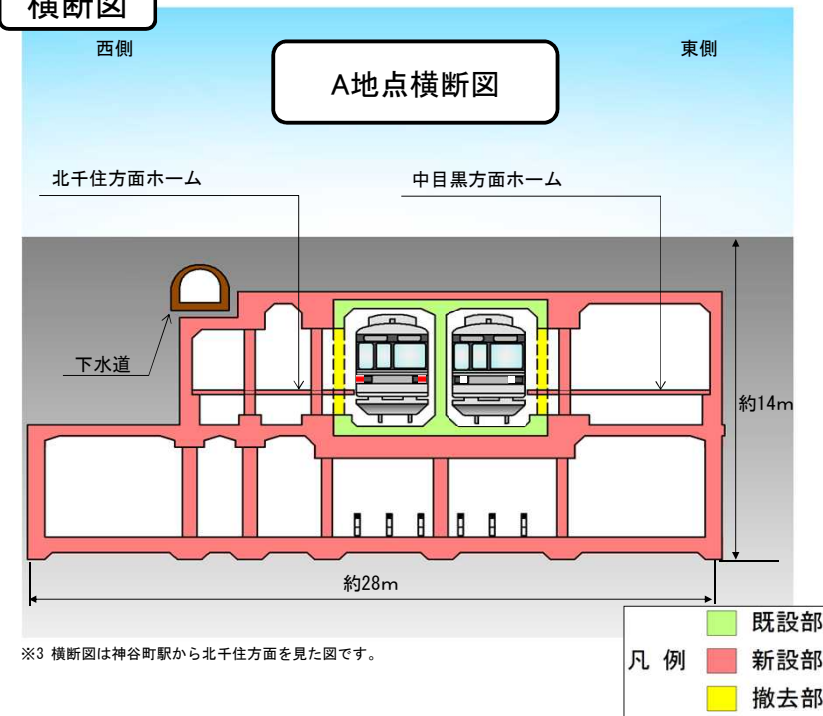 横断図
西側
東側
A地点横断図
北千住方面ホーム
中目黒方面ホーム
下水道
約14m
約28m
※3 横断図は神谷町駅から北千住方面を見た図です。
凡 例
既設部
新設部
撤去部